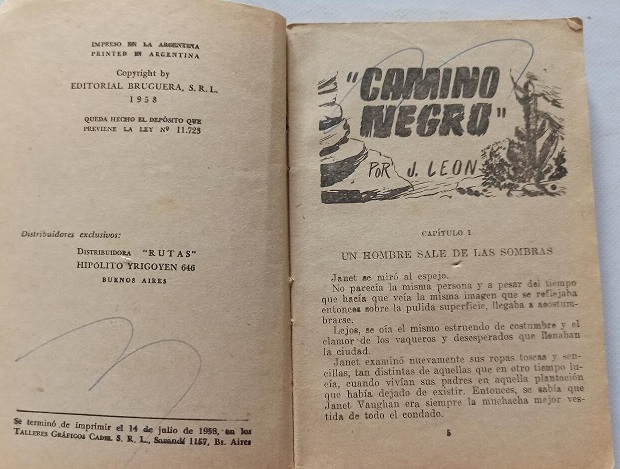 IMPRESO EN LA ARGENTINA
PRINTED IN ARGENTINA
Copyright by
EDITORIAL BRUGUERA, S.R.L.
1958
QUEDA HECHO EL DEPÓSITO QUE
PREVIENE LA LEY Nº 11.723
Distribuidores exclusivos:
DISTRIBUIDORA "RUTAS"
HIPÓLITO YRIGOYEN 646
BUENOS AIRES
Se terminó de imprimir el 14 de julio de 1958, en los
TALLERES GRÁFICOS CADEL S. R. L., Sarandí 1157, Bs. Aires
"CAMINO
NEGRO"
POR J. LEON
CAPÍTULO I
UN HOMBRE SALE DE LAS SOMBRAS
Janet se miró al espejo.
No parecía la misma persona y a pesar del tiempo
que hacía que veía la misma imagen que se reflejaba
entonces sobre la pulida superficie, llegaba a acostum-
brarse.
Lejos, se oía el mismo estruendo de costumbre y el
clamor de los vaqueros y desesperados que llenaban
la ciudad.
Janet examinó nuevamente sus ropas toscas y sen-
cillas, tan distintas de aquellas que en otro tiempo lu-
cía, cuando vivían sus padres en aquella plantación
que había dejado de existir. Entonces, se sabía que
Janet Vaughan era siempre la muchacha mejor ves-
tida de todo el condado.
5